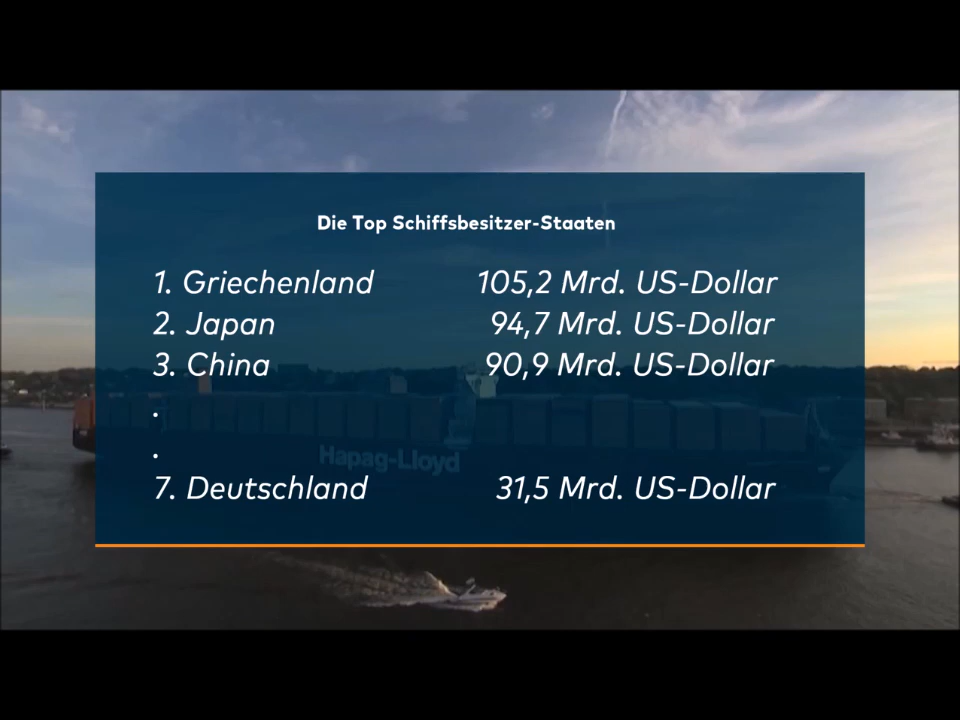 Die Top Schiffsbesitzer-Staaten
1. Griechenland 105,2 Mrd. US-Dollar
2. Japan 94,7 Mrd. US-Dollar
3. China 90,9 Mrd. US-Dollar
.
.
Hapag-Lloyd
7. Deutschland 31,5 Mrd. US-Dollar